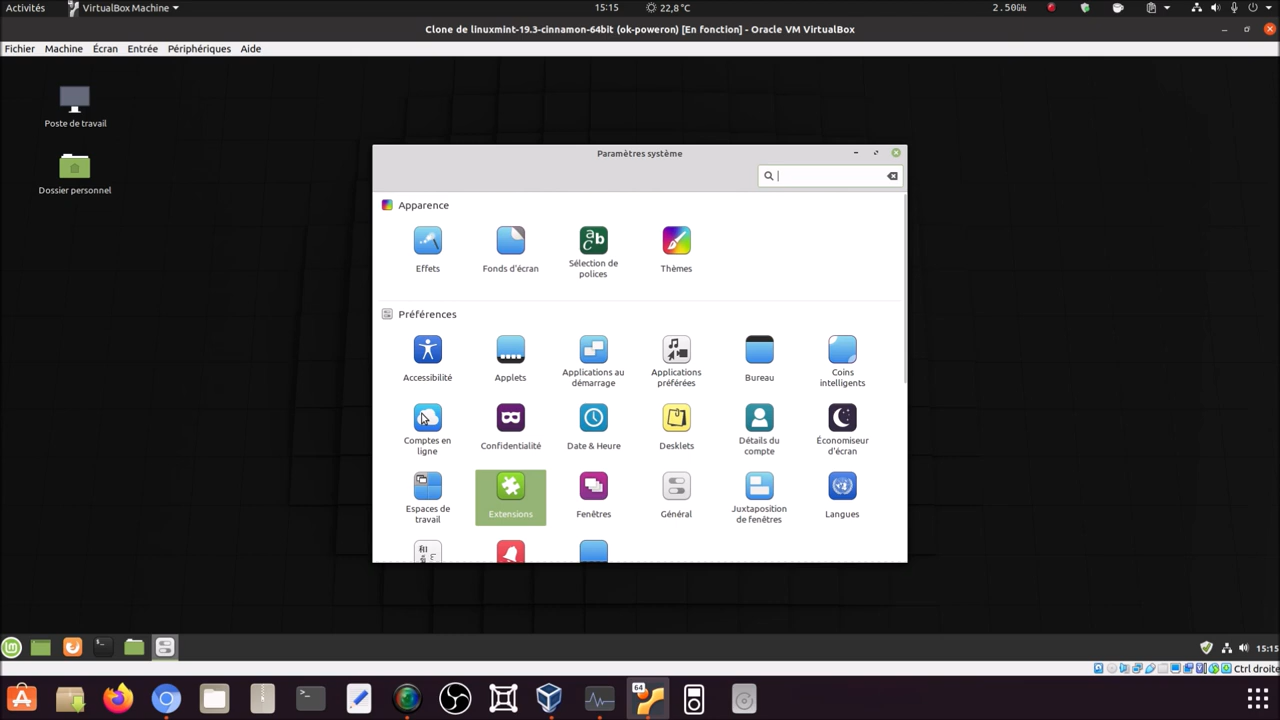 Activités
VirtualBox Machine
15:15
22,8°C
2.50GHz
Clone de linuxmint-19.3-cinnamon-64bit (ok-poweron) [En fonction] - Oracle VM VirtualBox
Fichier
Machine
Écran
Entrée
Périphériques
Aide
Poste de travail
Dossier personnel
Paramètres système
Apparence
Effets
Fonds d'écran
Sélection de
polices
Thèmes
Préférences
Accessibilité
Applets
Applications au
démarrage
Applications
préférées
Bureau
Coins
intelligents
Comptes en
ligne
Confidentialité
Date & Heure
Desklets
Détails du
compte
Économiseur
d'écran
Espaces de
travail
Extensions
Fenêtres
Général
Juxtaposition
de fenêtres
Langues
15:15
Ctrl droite
64